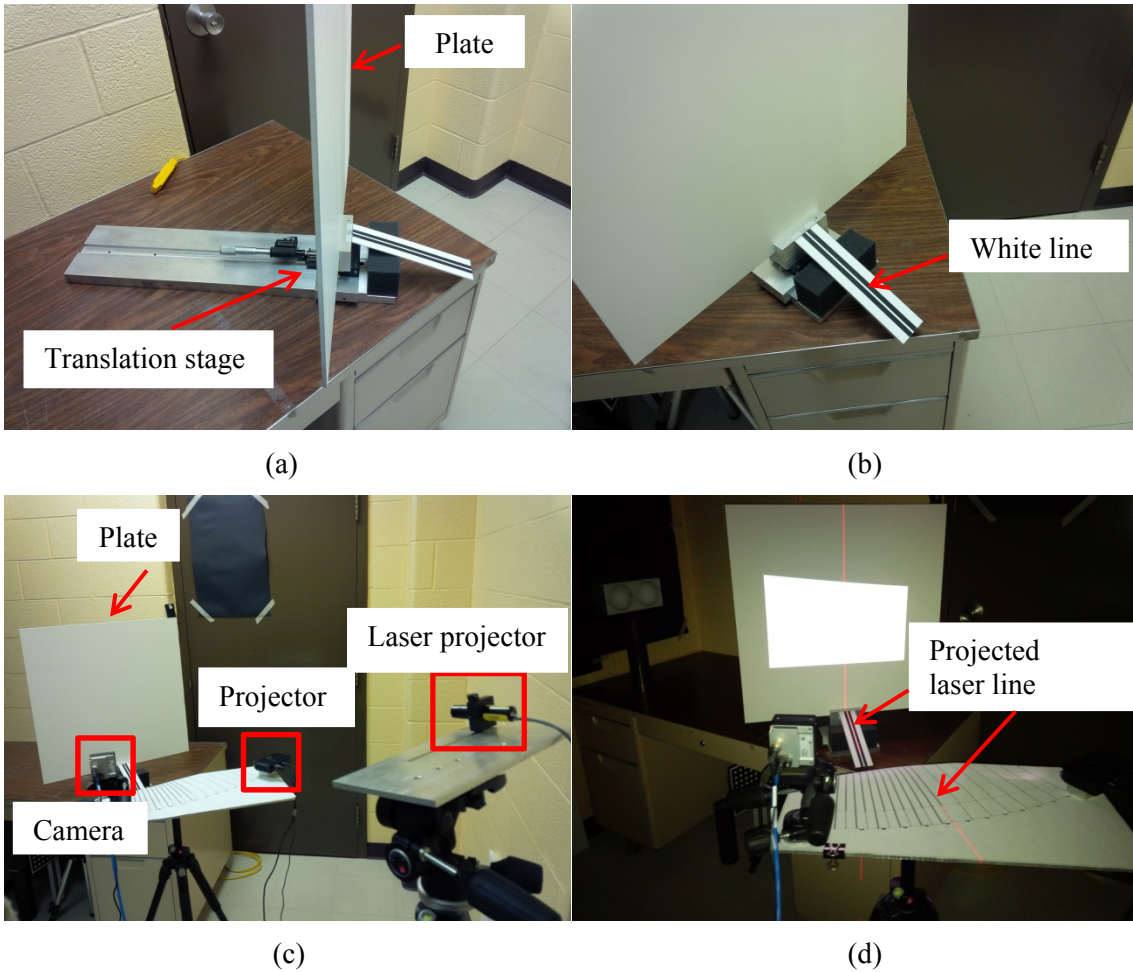 Plate
Translation stage
(a)
White line
(b)
Plate
Laser projector
Projector
Camera
(c)
Projected
laser line
(d)